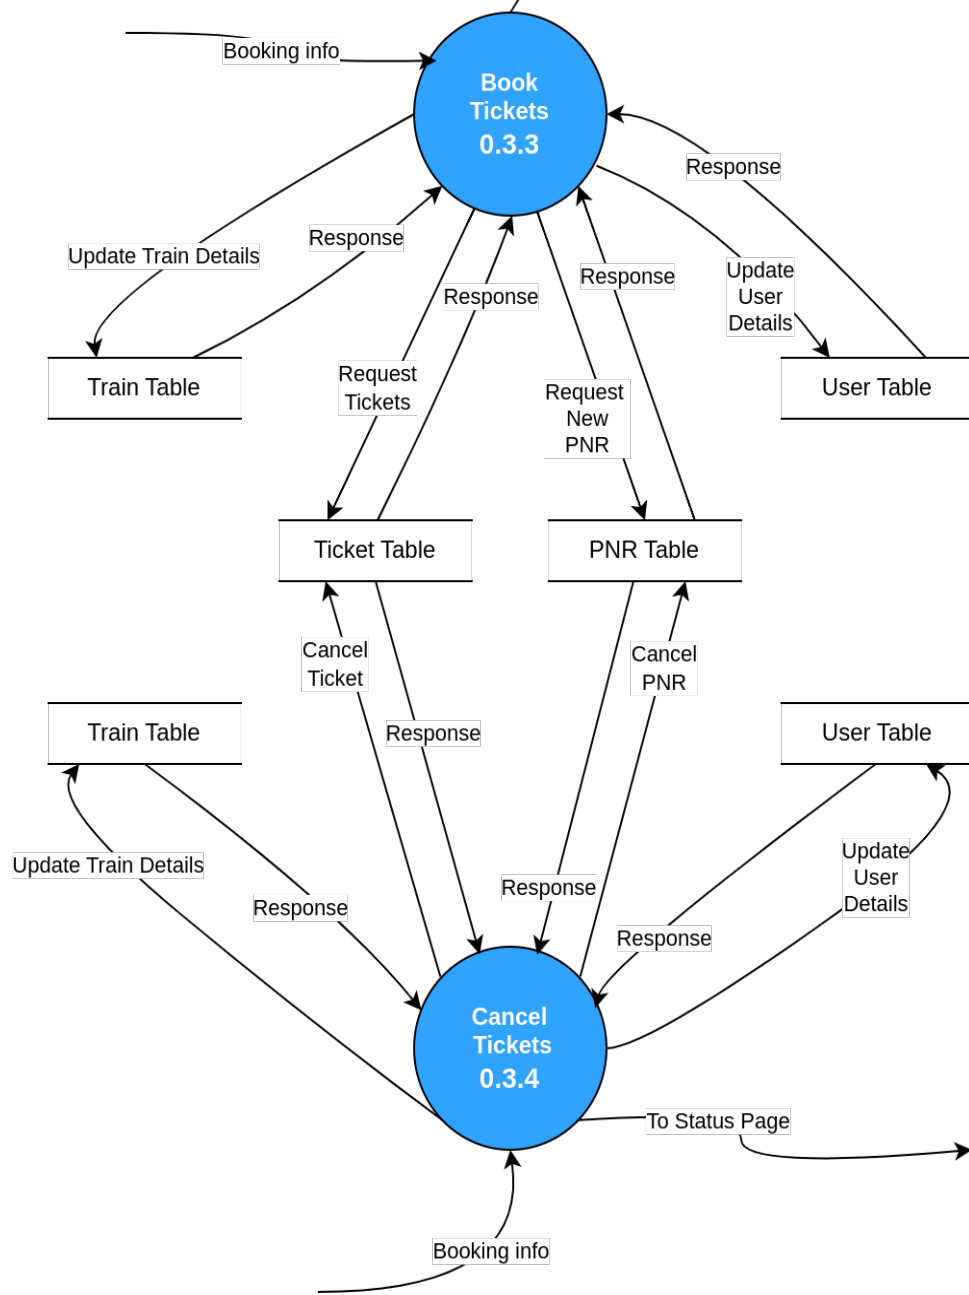 Booking info
Book
Tickets
0.3.3
Response
Update Train Details
Response
Response
Response
Update
User
Details
Request
Tickets
Request
New
PNR
Train Table
User Table
Ticket Table
PNR Table
Cancel
Ticket
Cancel
PNR
Response
Train Table
User Table
Update Train Details
Response
Response
Response
Update
User
Details
Cancel
Tickets
0.3.4
To Status Page
Booking info